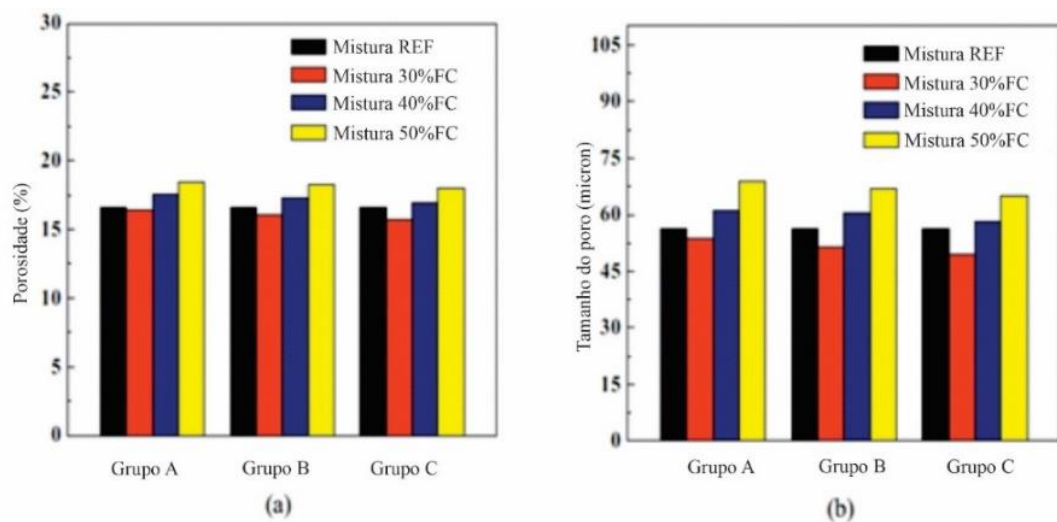 30
25
20
15
10
5
0
Porosidade (%)
Mistura REF
Mistura 30%FC
Mistura 40%FC
Mistura 50%FC
Grupo A
Grupo B
Grupo C
(a)
105
90
75
60
45
30
15
0
Tamanho do poro (micron)
Mistura REF
Mistura 30%FC
Mistura 40%FC
Mistura 50%FC
Grupo A
Grupo B
Grupo C
(b)